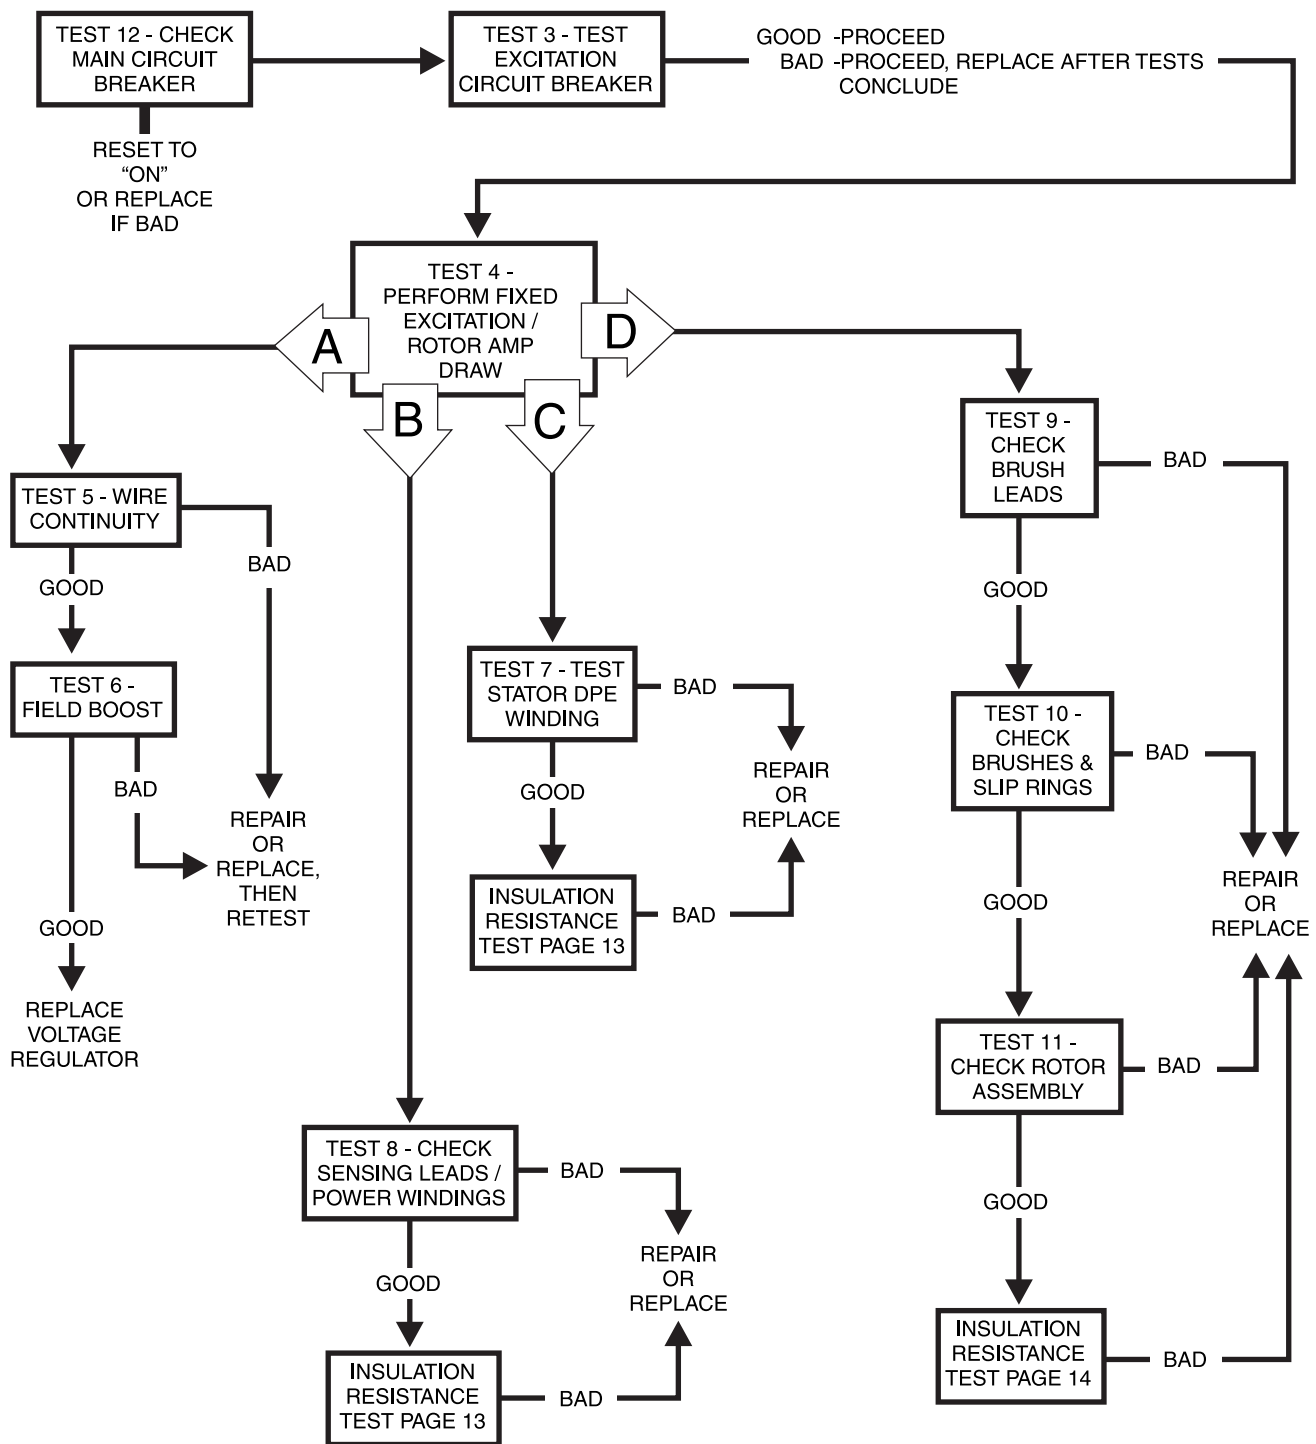 TEST 12 - CHECK
MAIN CIRCUIT
BREAKER
TEST 3 - TEST
EXCITATION
CIRCUIT BREAKER
GOOD -PROCEED
BAD -PROCEED, REPLACE AFTER TESTS
CONCLUDE
RESET TO
“ON”
OR REPLACE
IF BAD
TEST 4 -
PERFORM FIXED
EXCITATION /
ROTOR AMP
DRAW
A
B
C
D
TEST 5 - WIRE
CONTINUITY
BAD
GOOD
TEST 6 -
FIELD BOOST
BAD
REPAIR
OR
REPLACE,
THEN
RETEST
GOOD
REPLACE
VOLTAGE
REGULATOR
TEST 8 - CHECK
SENSING LEADS /
POWER WINDINGS
BAD
GOOD
REPAIR
OR
REPLACE
INSULATION
RESISTANCE
TEST PAGE 13
BAD
TEST 7 - TEST
STATOR DPE
WINDING
BAD
GOOD
REPAIR
OR
REPLACE
INSULATION
RESISTANCE
TEST PAGE 13
BAD
TEST 9 -
CHECK
BRUSH
LEADS
BAD
GOOD
TEST 10 -
CHECK
BRUSHES &
SLIP RINGS
BAD
GOOD
REPAIR
OR
REPLACE
TEST 11 -
CHECK ROTOR
ASSEMBLY
BAD
GOOD
INSULATION
RESISTANCE
TEST PAGE 14
BAD